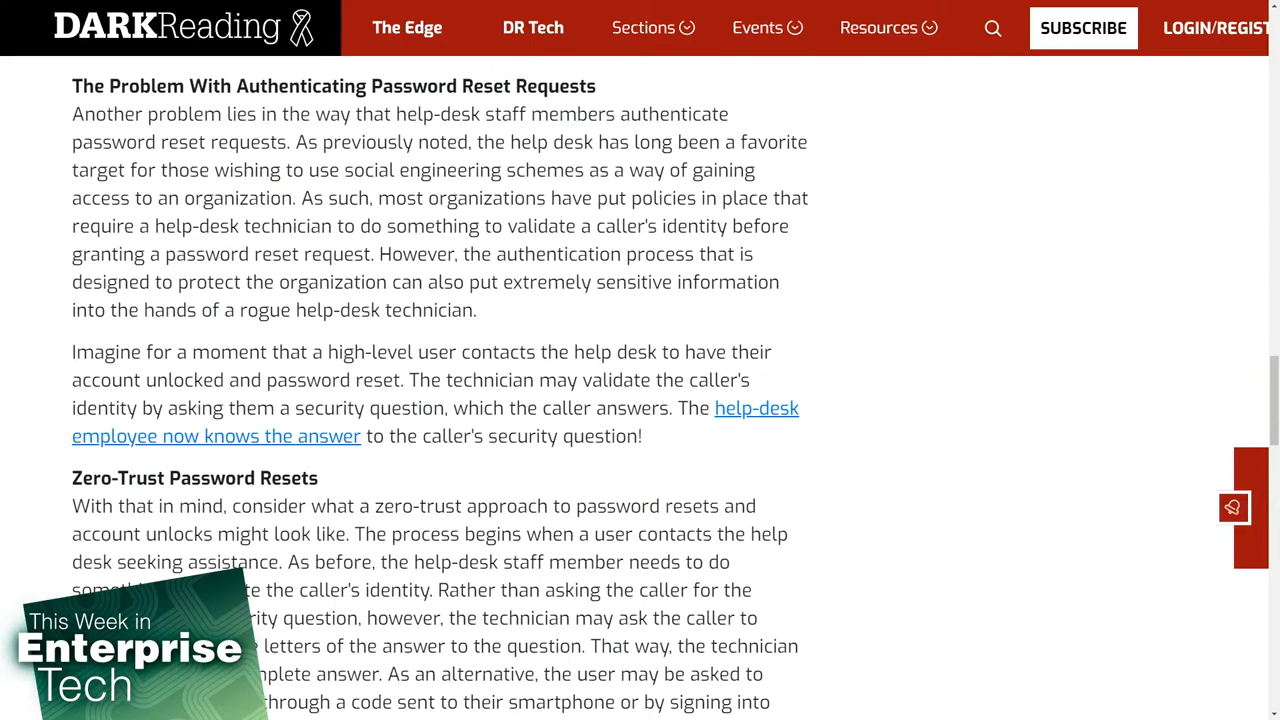 DARKReading
The Edge
DR Tech
Sections
Events
Resources
SUBSCRIBE
LOGIN/REGIST
The Problem With Authenticating Password Reset Requests
Another problem lies in the way that help-desk staff members authenticate
password reset requests. As previously noted, the help desk has long been a favorite
target for those wishing to use social engineering schemes as a way of gaining
access to an organization. As such, most organizations have put policies in place that
require a help-desk technician to do something to validate a caller's identity before
granting a password reset request. However, the authentication process that is
designed to protect the organization can also put extremely sensitive information
into the hands of a rogue help-desk technician.
Imagine for a moment that a high-level user contacts the help desk to have their
account unlocked and password reset. The technician may validate the caller's
identity by asking them a security question, which the caller answers. The help-desk
employee now knows the answer to the caller's security question!
Zero-Trust Password Resets
With that in mind, consider what a zero-trust approach to password resets and
account unlocks might look like. The process begins when a user contacts the help
desk seeking assistance. As before, the help-desk staff member needs to do
the caller's identity. Rather than asking the caller for the
question, however, the technician may ask the caller to
letters of the answer to the question. That way, the technician
answer. As an alternative, the user may be asked to
through a code sent to their smartphone or by signing into
This Week in
Enterprise
Tech